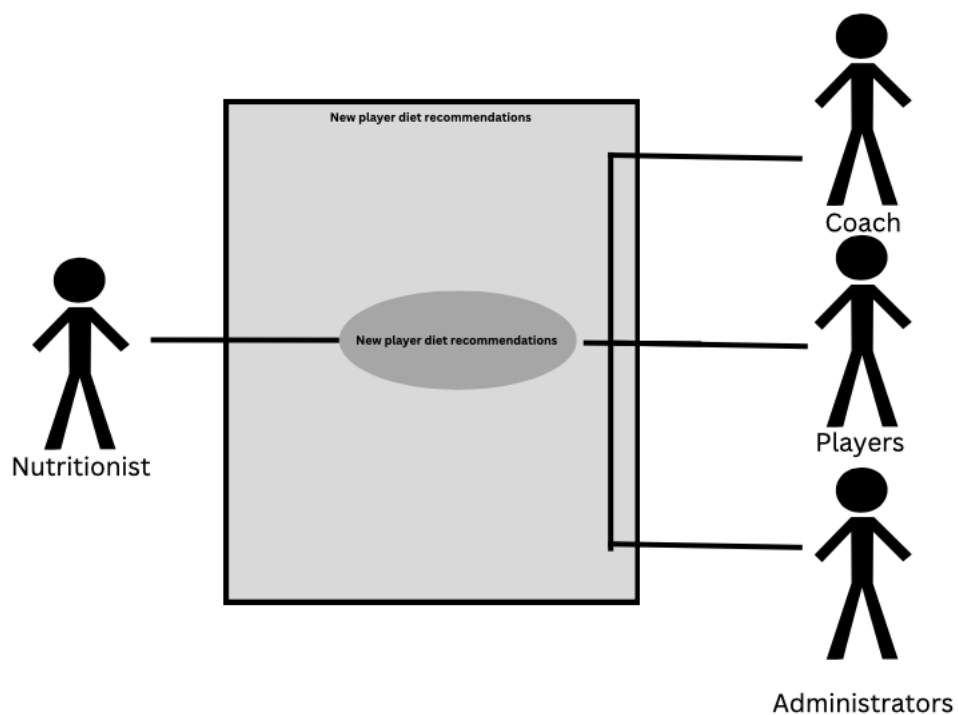 New player diet recommendations
Coach
New player diet recommendations
Players
Nutritionist
Administrators